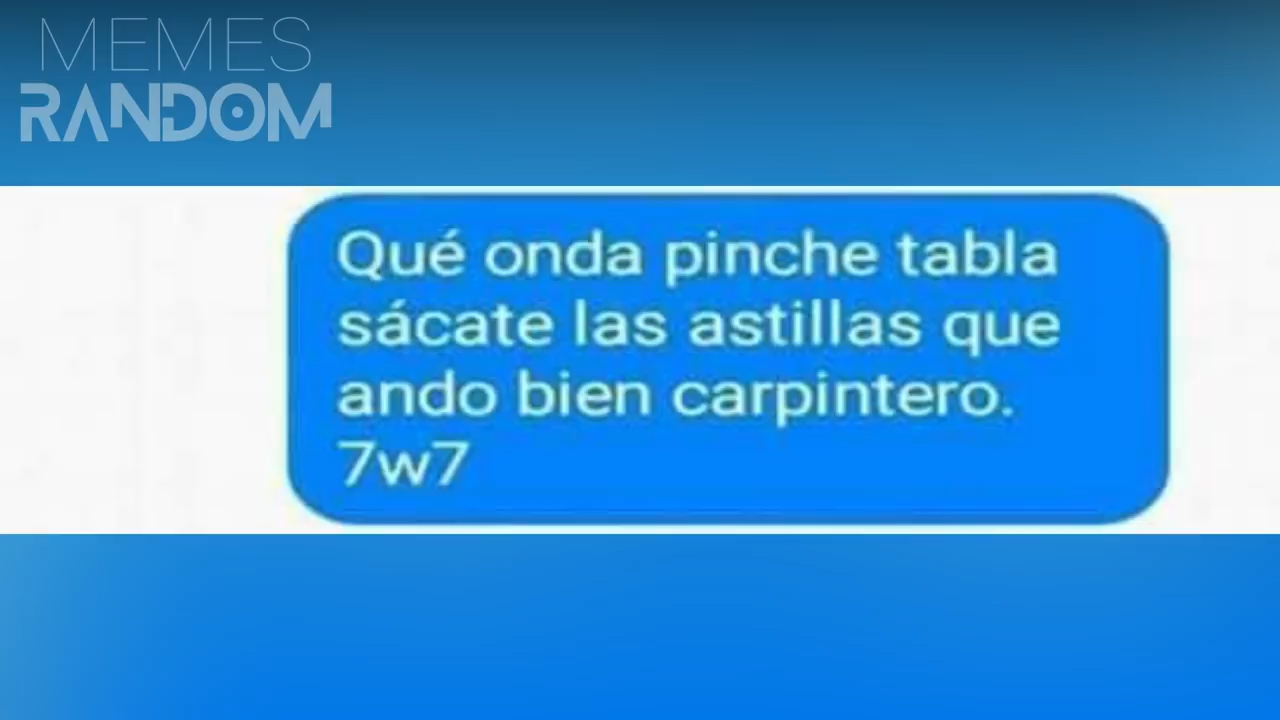 MEMES
RANDOM
Qué onda pinche tabla
sácate las astillas que
ando bien carpintero.
7w7